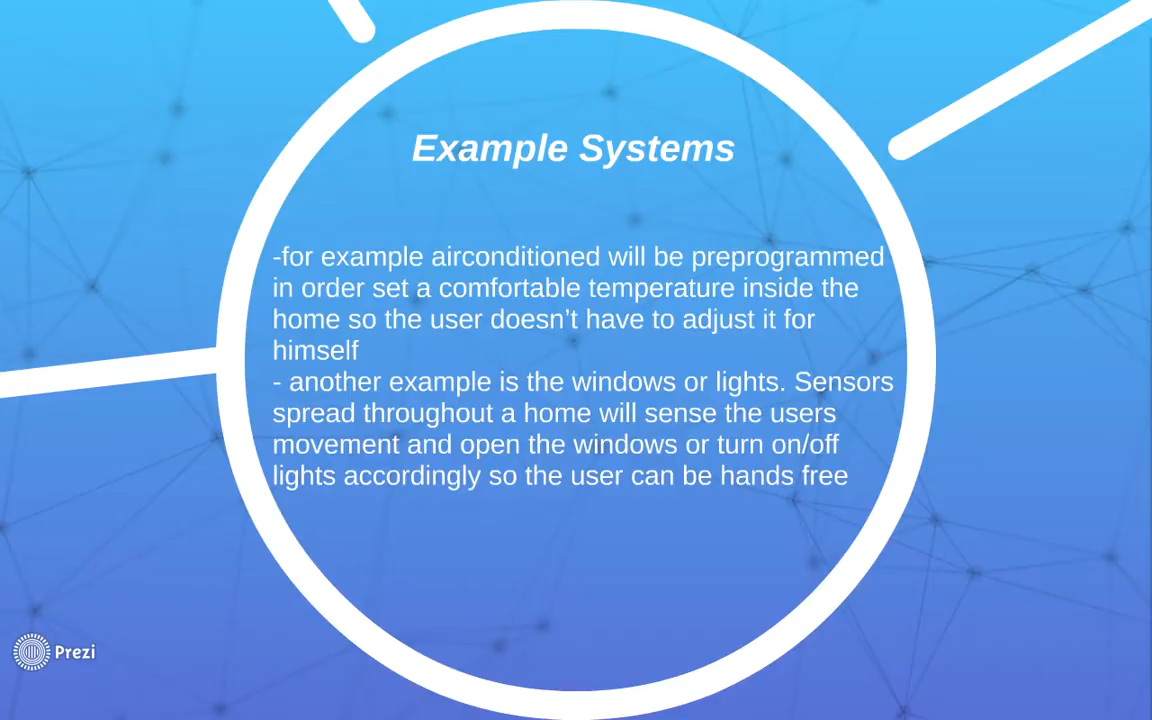 Example Systems
-for example airconditioned will be preprogrammed
in order set a comfortable temperature inside the
home so the user doesn’t have to adjust it for
himself
- another example is the windows or lights. Sensors
spread throughout a home will sense the users
movement and open the windows or turn on/off
lights accordingly so the user can be hands free
Prezi